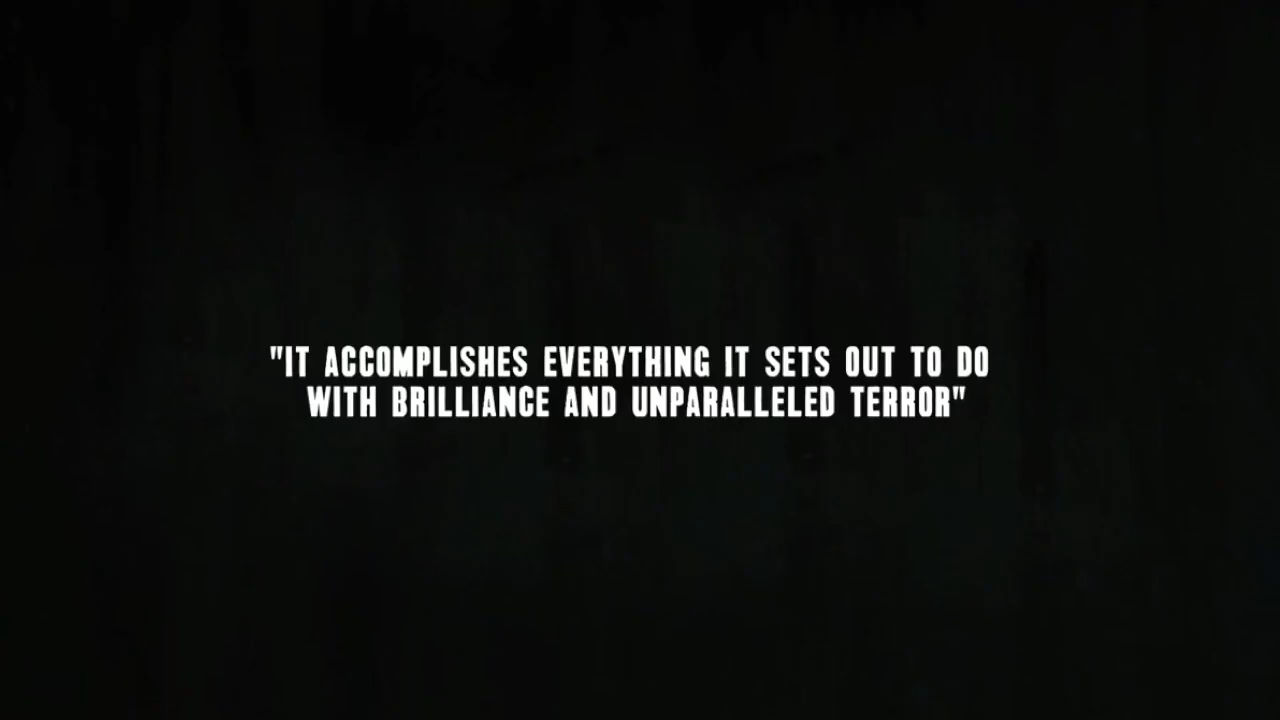 "IT ACCOMPLISHES EVERYTHING IT SETS OUT TO DO
WITH BRILLIANCE AND UNPARALLELED TERROR"